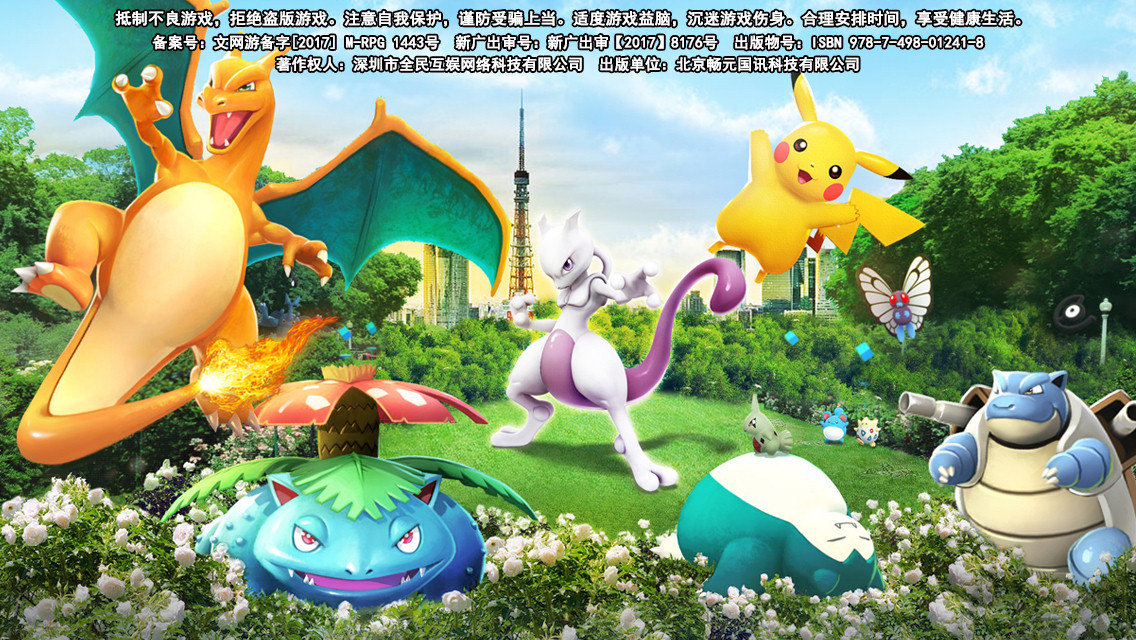 抵制不良游戏，拒绝盗版游戏。注意自我保护，谨防受骗上当。适度游戏益脑，沉迷游戏伤身。合理安排时间，享受健康生活。
备案号：文网游备字[2017] M-RPG 1443号 新广出审号：新广出审【2017】8176号 出版物号：ISBN 978-7-498-01241-8
著作权人：深圳市全民互娱网络科技有限公司 出版单位：北京畅元国讯科技有限公司